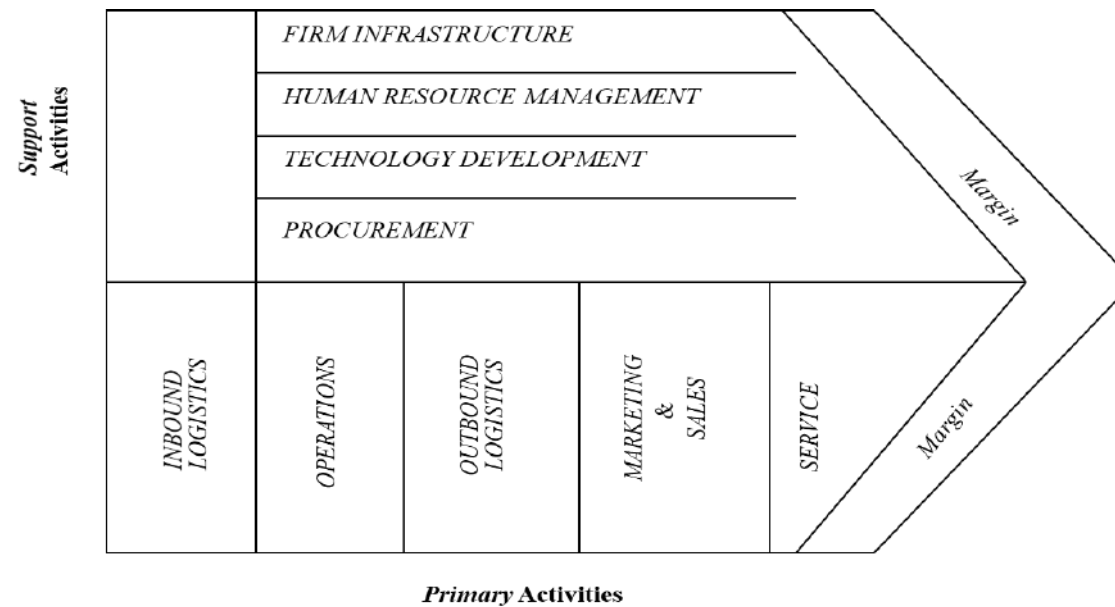 FIRM INFRASTRUCTURE
HUMAN RESOURCE MANAGEMENT
TECHNOLOGY DEVELOPMENT
PROCUREMENT
Support
Activities
Margin
INBOUND
LOGISTICS
OPERATIONS
OUTBOUND
LOGISTICS
MARKETING
&
SALES
SERVICE
Margin
Primary Activities